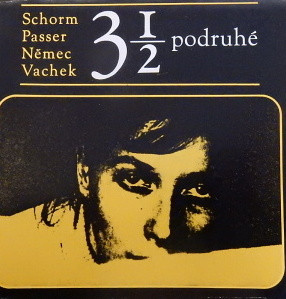 Schorm
Passer
Němec
Vachek
3 1/2 podruhé